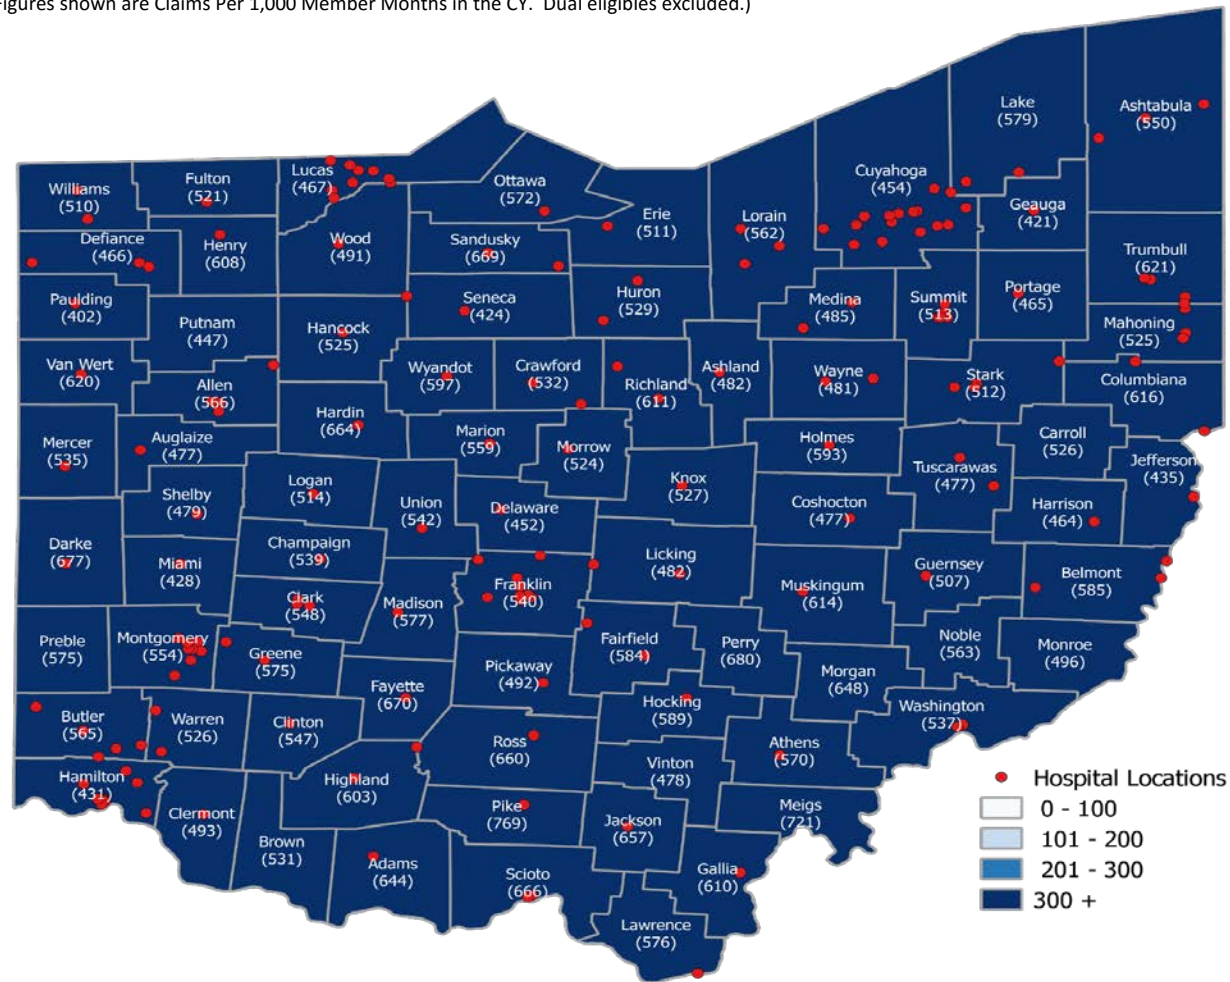 Figures shown are Claims Per 1,000 Member Months in the CY.  Dual eligibles excluded.)
Lake
(579)
Ashtabula
(550)
Williams
(510)
Fulton
(521)
Lucas
(467)
Ottawa
(572)
Cuyahoga
(454)
Geauga
(421)
Erie
(511)
Lorain
(562)
Defiance
(466)
Henry
(608)
Wood
(491)
Sandusky
(669)
Trumbull
(621)
Paulding
(402)
Putnam
(447)
Hancock
(525)
Seneca
(424)
Huron
(529)
Medina
(485)
Summit
(513)
Portage
(465)
Mahoning
(525)
Van Wert
(620)
Allen
(566)
Wyandot
(597)
Crawford
(532)
Richland
(611)
Ashland
(482)
Wayne
(481)
Stark
(512)
Columbiana
(616)
Mercer
(535)
Auglaize
(477)
Hardin
(664)
Marion
(559)
Morrow
(524)
Holmes
(593)
Tuscarawas
(477)
Carroll
(526)
Jefferson
(435)
Shelby
(479)
Logan
(514)
Union
(542)
Delaware
(452)
Knox
(527)
Coshocton
(477)
Harrison
(464)
Darke
(677)
Miami
(428)
Champaign
(539)
Clark
(548)
Madison
(577)
Franklin
(540)
Licking
(482)
Muskingum
(614)
Guernsey
(507)
Belmont
(585)
Preble
(575)
Montgomery
(554)
Greene
(575)
Fayette
(670)
Pickaway
(492)
Fairfield
(584)
Perry
(680)
Morgan
(648)
Noble
(563)
Monroe
(496)
Butler
(565)
Warren
(526)
Clinton
(547)
Ross
(660)
Hocking
(589)
Athens
(570)
Washington
(537)
Hamilton
(431)
Clermont
(493)
Highland
(603)
Pike
(769)
Vinton
(478)
Jackson
(657)
Meigs
(721)
Brown
(531)
Adams
(644)
Scioto
(666)
Gallia
(610)
Lawrence
(576)
Hospital Locations
0 - 100
101 - 200
201 - 300
300 +